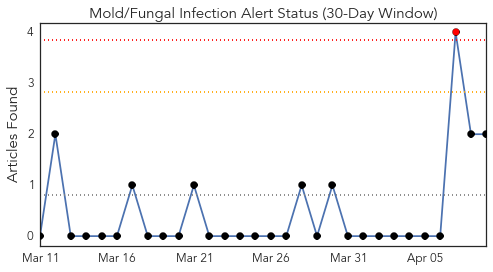 Mold/Fungal Infection Alert Status (30-Day Window)
Articles Found
4
3
2
1
0
Mar 11 Mar 16 Mar 21 Mar 26 Mar 31 Apr 05